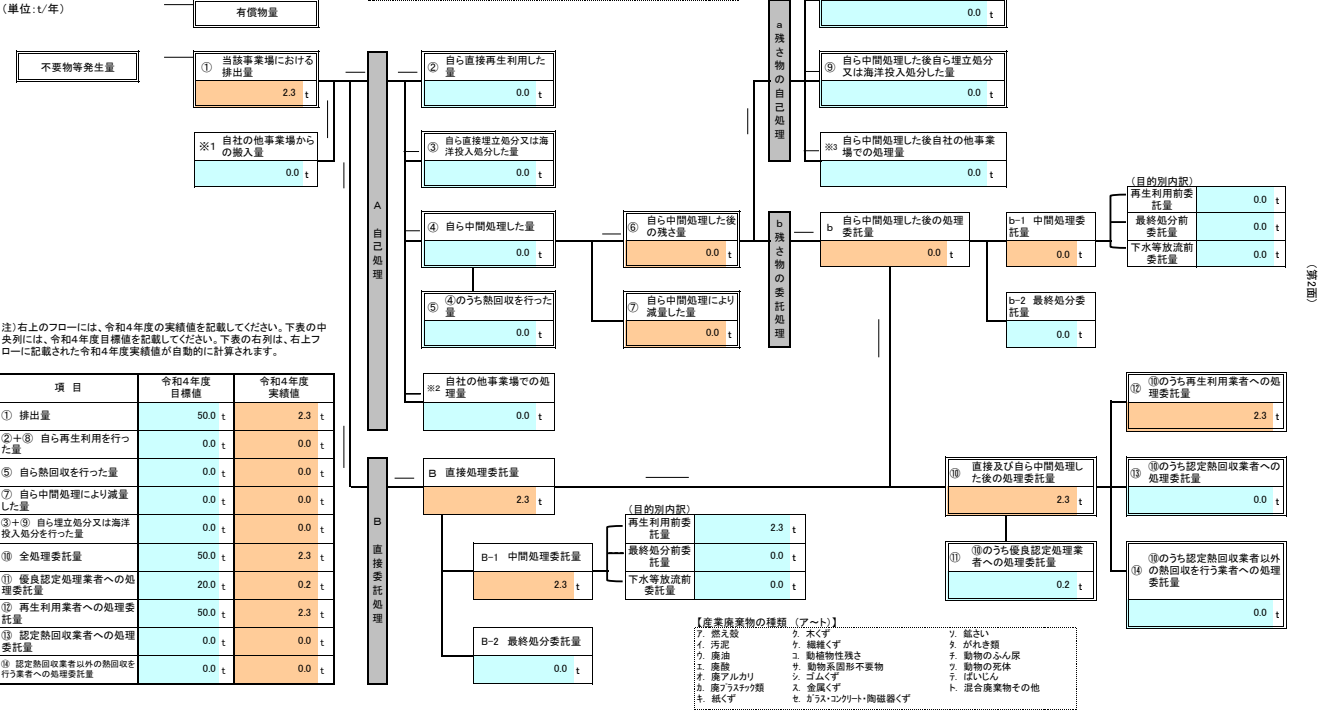 (単位:t/年)
有償物量
不要物等発生量
① 当該事業場における
排出量
2.3 t
※1 自社の他事業場から
の搬入量
0.0 t
A
自
己
処
理
② 自ら直接再生利用した
量
0.0 t
③ 自ら直接埋立処分又は海
洋投入処分した量
0.0 t
④ 自ら中間処理した量
0.0 t
⑤ ④のうち熱回収を行った
量
0.0 t
※2 自社の他事業場での処
理量
0.0 t
⑥ 自ら中間処理した後
の残さ量
0.0 t
⑦ 自ら中間処理により
減量した量
0.0 t
a
残
さ
物
の
自
己
処
理
0.0 t
⑨ 自ら中間処理した後自ら埋立処分
又は海洋投入処分した量
0.0 t
※3 自ら中間処理した後自社の他事業
場での処理量
0.0 t
b
残
さ
物
の
委
託
処
理
b 自ら中間処理した後の処理
委託量
0.0 t
b-1 中間処理委
託量
0.0 t
b-2 最終処分委
託量
0.0 t
(目的別内訳)
再生利用前委
託量 0.0 t
最終処分前
委託量 0.0 t
下水等放流前
委託量 0.0 t
(第2面)
注)右上のフローには、令和4年度の実績値を記載してください。下表の中
央列には、令和4年度目標値を記載してください。下表の右列は、右上フ
ローに記載された令和4年度実績値が自動的に計算されます。
項 目 令和4年度
目標値 令和4年度
実績値
① 排出量 50.0 t 2.3 t
②+⑧ 自ら再生利用を行っ
た量 0.0 t 0.0 t
⑤ 自ら熱回収を行った量 0.0 t 0.0 t
⑦ 自ら中間処理により減量
した量 0.0 t 0.0 t
③+⑨ 自ら埋立処分又は海洋
投入処分を行った量 0.0 t 0.0 t
⑩ 全処理委託量 50.0 t 2.3 t
⑪ 優良認定処理業者への処
理委託量 20.0 t 0.2 t
⑫ 再生利用業者への処理委
託量 50.0 t 2.3 t
⑬ 認定熱回収業者への処理
委託量 0.0 t 0.0 t
⑭ 認定熱回収業者以外の熱回収を
行う業者への処理委託量 0.0 t 0.0 t
B
直
接
委
託
処
理
B 直接処理委託量
2.3 t
B-1 中間処理委託量
2.3 t
B-2 最終処分委託量
0.0 t
(目的別内訳)
再生利用前委
託量 2.3 t
最終処分前委
託量 0.0 t
下水等放流前
委託量 0.0 t
⑩ 直接及び自ら中間処理し
た後の処理委託量
2.3 t
⑪ ⑩のうち優良認定処理業
者への処理委託量
0.2 t
⑫ ⑩のうち再生利用業者への処
理委託量
2.3 t
⑬ ⑩のうち認定熱回収業者への
処理委託量
0.0 t
⑭ ⑩のうち認定熱回収業者以外
の熱回収を行う業者への処理
委託量
0.0 t
【産業廃棄物の種類 (ア~ト)】
ア. 燃え殻 ク. 木くず ソ. 鉱さい
イ. 汚泥 ケ. 繊維くず タ. がれき類
ウ. 廃油 コ. 動植物性残さ チ. 動物のふん尿
エ. 廃酸 サ. 動物系固形不要物 ツ. 動物の死体
オ. 廃アルカリ シ. ゴムくず テ. ばいじん
カ. 廃プラスチック類 ス. 金属くず ト. 混合廃棄物その他
キ. 紙くず セ. ガラス・コンクリート・陶磁器くず